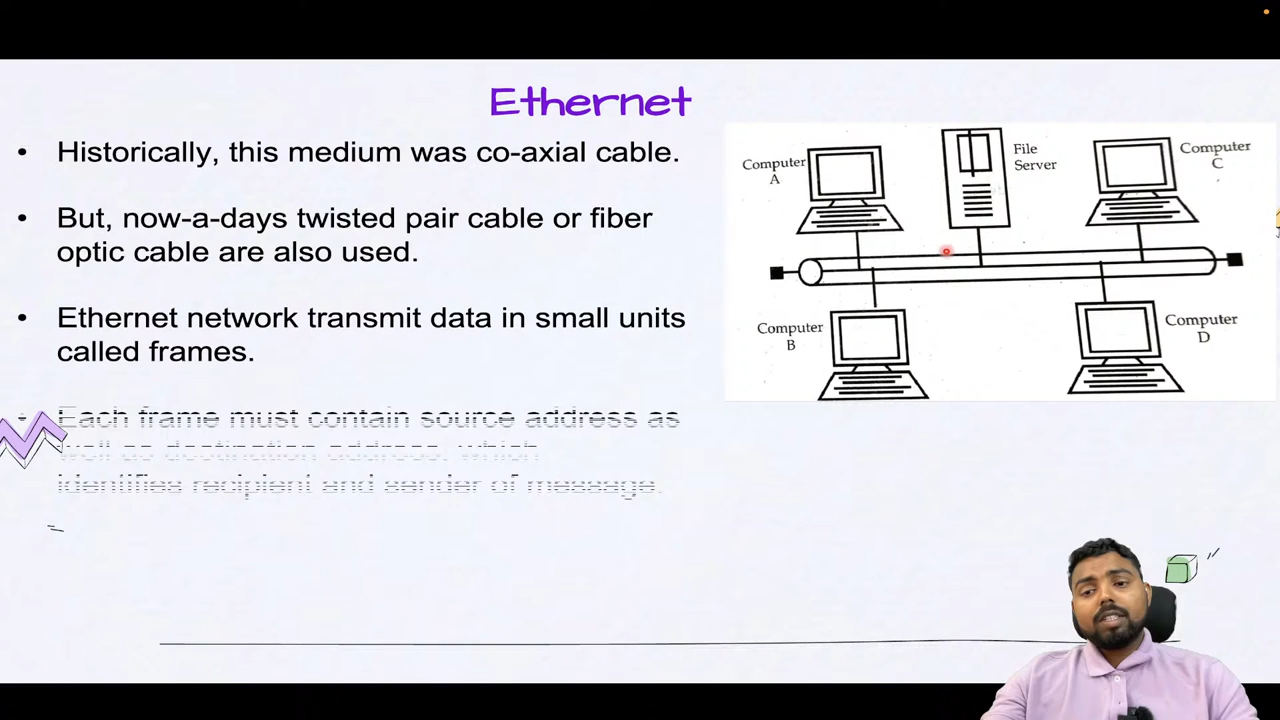 Ethernet
• Historically, this medium was co-axial cable.
• But, now-a-days twisted pair cable or fiber
optic cable are also used.
• Ethernet network transmit data in small units
called frames.
• Each frame must contain source address as
well as destination address, which
identifies recipient and sender of message.
Computer
A
File
Server
Computer
C
Computer
B
Computer
D